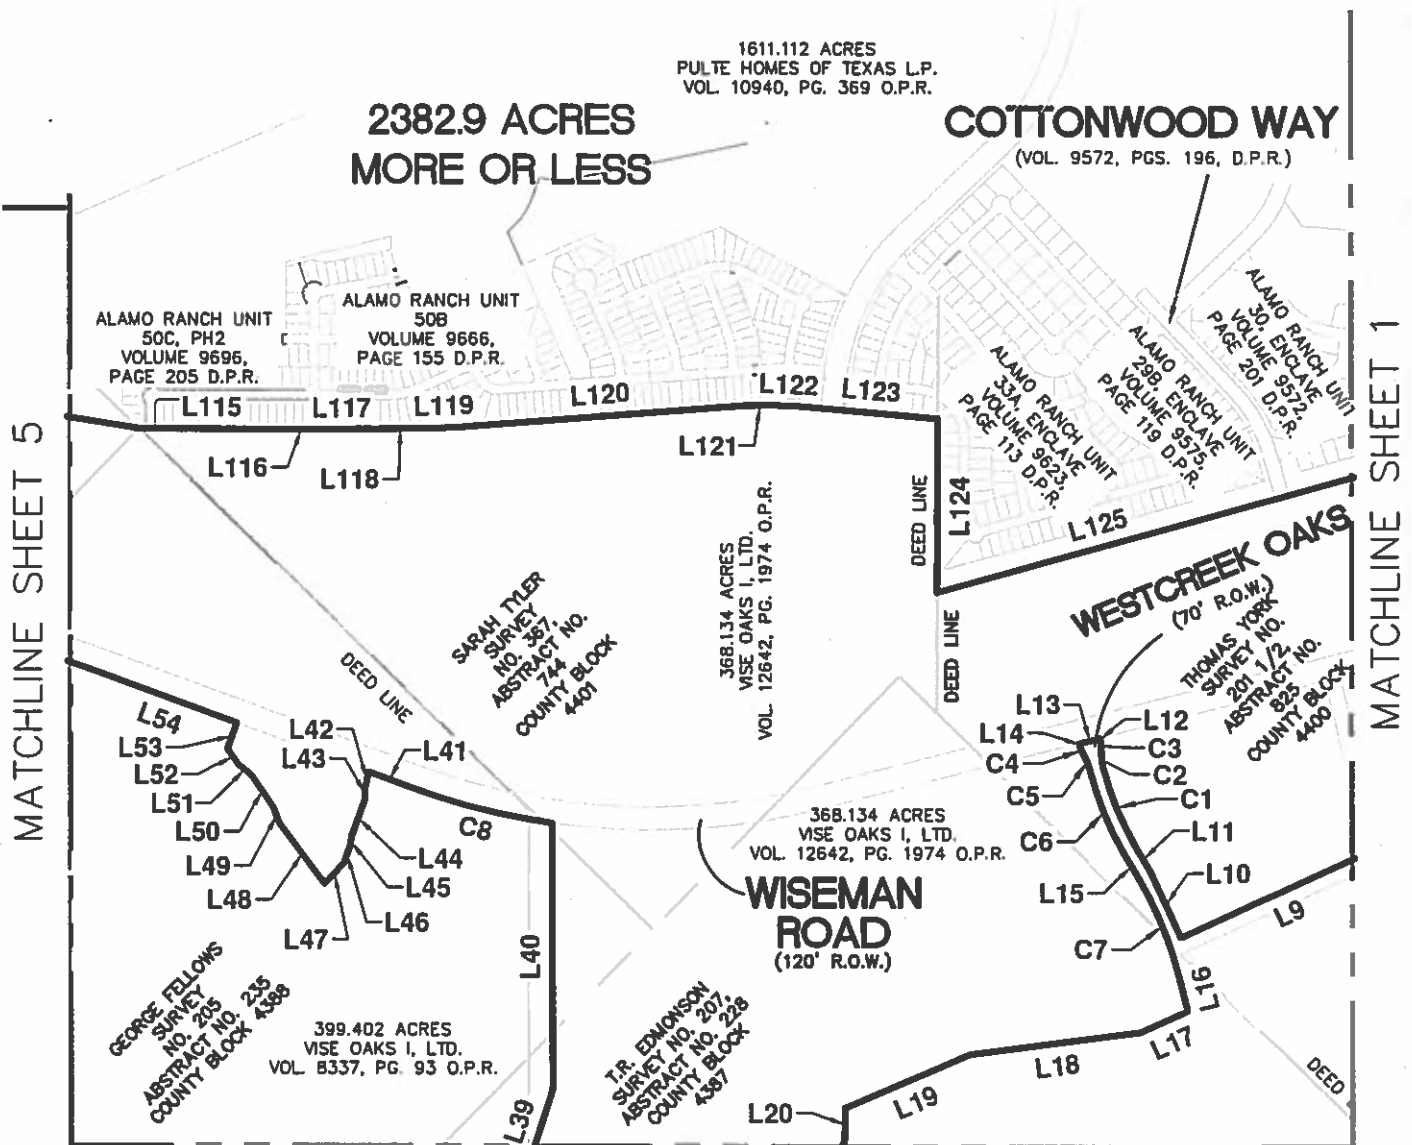 1611.112 ACRES
PULTE HOMES OF TEXAS L.P.
VOL. 10940, PG. 369 O.P.R.
2382.9 ACRES
MORE OR LESS
COTTONWOOD WAY
(VOL. 9572, PGS. 196, D.P.R.)
ALAMO RANCH UNIT
50C, PH2
VOLUME 9696,
PAGE 205 D.P.R.
ALAMO RANCH UNIT
50B
VOLUME 9666,
PAGE 155 D.P.R.
ALAMO RANCH UNIT
30, ENCLAVE
VOLUME 9572,
PAGE 201 D.P.R.
ALAMO RANCH UNIT
29B, ENCLAVE
VOLUME 9575,
PAGE 119 D.P.R.
ALAMO RANCH UNIT
33A, ENCLAVE
VOLUME 9623,
PAGE 113 D.P.R.
L115
L117
L119
L120
L122
L123
L116
L118
L121
L124
L125
DEED LINE
DEED LINE
DEED LINE
MATCHLINE SHEET 5
MATCHLINE SHEET 1
368.134 ACRES
VISE OAKS I, LTD.
VOL. 12642, PG. 1974 O.P.R.
SARAH TYLER
SURVEY
NO. 367,
ABSTRACT NO.
744
COUNTY BLOCK
4401
WESTCREEK OAKS
(70' R.O.W.)
THOMAS YORK
SURVEY NO.
201 1/2,
ABSTRACT NO.
825
COUNTY BLOCK
4400
L54
L53
L52
L51
L50
L49
L48
L47
L42
L43
L41
C8
L44
L45
L46
L13
L14
L12
C4
C3
C5
C2
C1
C6
L11
L15
L10
L9
C7
L16
L17
L18
L19
L20
L40
L39
368.134 ACRES
VISE OAKS I, LTD.
VOL. 12642, PG. 1974 O.P.R.
WISEMAN
ROAD
(120' R.O.W.)
GEORGE FELLOWS
SURVEY
NO. 205
ABSTRACT NO. 235
COUNTY BLOCK 4388
399.402 ACRES
VISE OAKS I, LTD.
VOL. 8337, PG. 93 O.P.R.
T.R. EDMONSON
SURVEY NO. 207,
ABSTRACT NO. 228
COUNTY BLOCK
4387
DEED